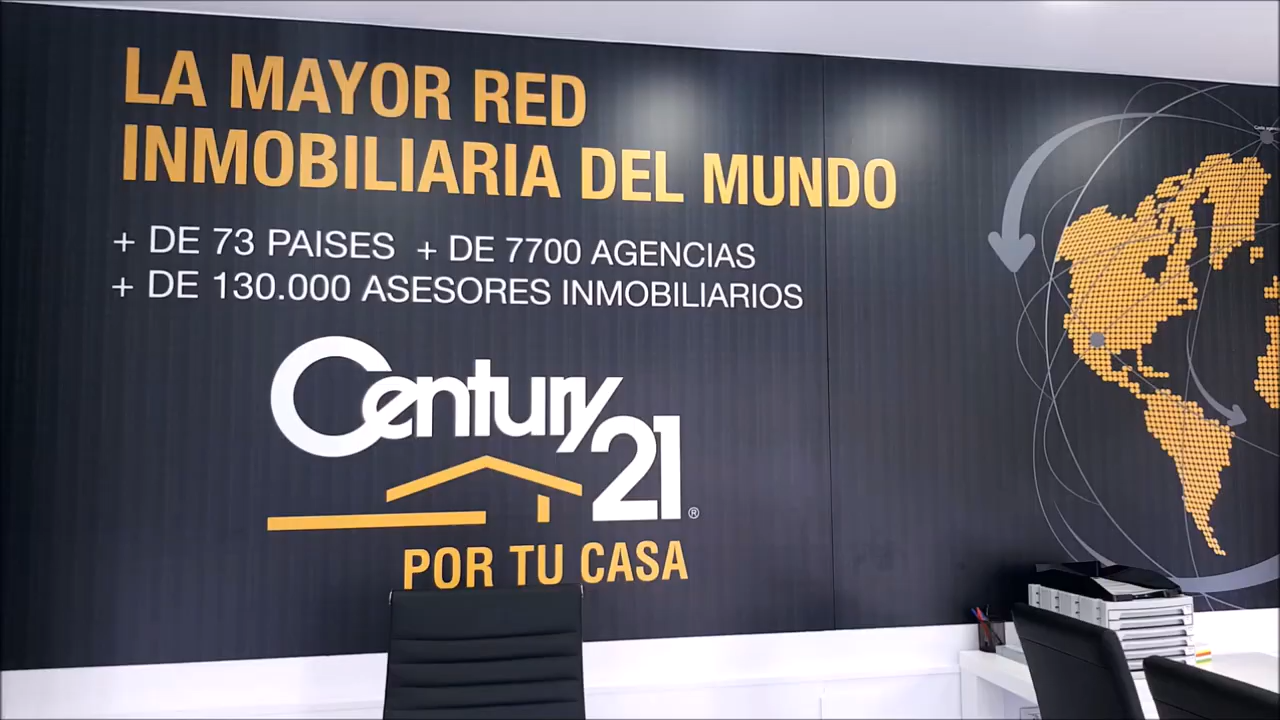 LA MAYOR RED
INMOBILIARIA DEL MUNDO
+ DE 73 PAISES + DE 7700 AGENCIAS
+ DE 130.000 ASESORES INMOBILIARIOS
Century
21®
POR TU CASA